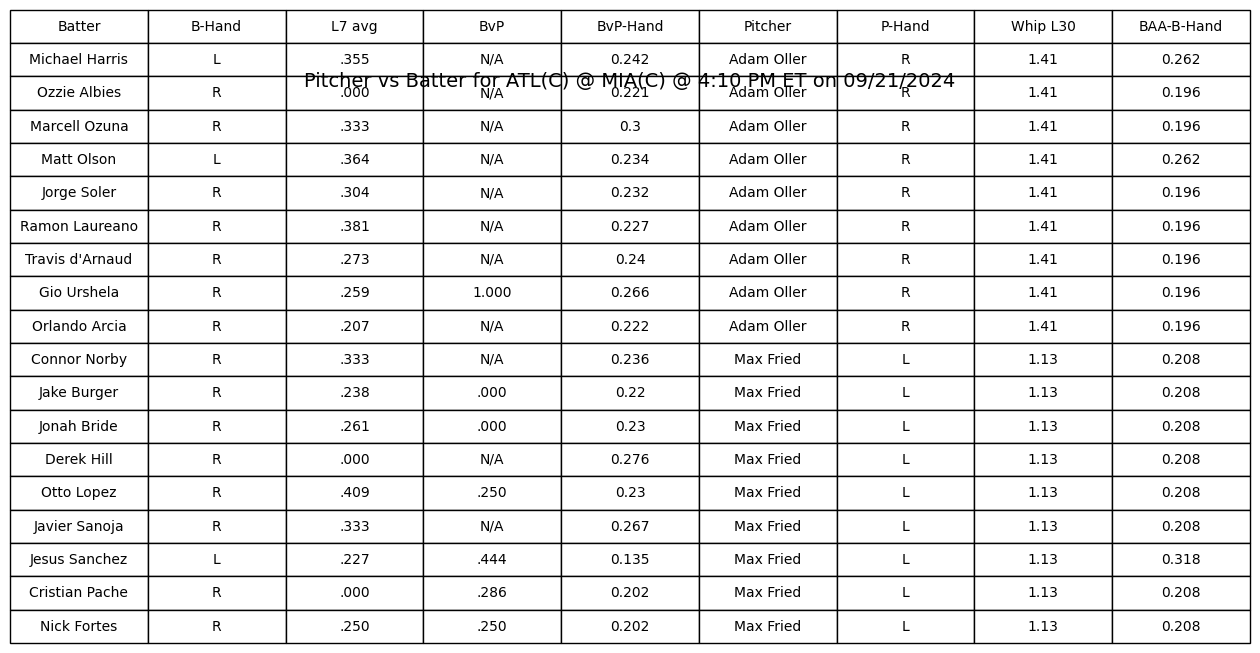 Batter B-Hand L7 avg BvP BvP-Hand Pitcher P-Hand Whip L30 BAA-B-Hand
Michael Harris L .355 N/A 0.242 Adam Oller R 1.41 0.262
Pitcher vs Batter for ATL(C) @ MIA(C) @ 4:10 PM ET on 09/21/2024
Ozzie Albies R .000 N/A 0.221 Adam Oller R 1.41 0.196
Marcell Ozuna R .333 N/A 0.3 Adam Oller R 1.41 0.196
Matt Olson L .364 N/A 0.234 Adam Oller R 1.41 0.262
Jorge Soler R .304 N/A 0.232 Adam Oller R 1.41 0.196
Ramon Laureano R .381 N/A 0.227 Adam Oller R 1.41 0.196
Travis d'Arnaud R .273 N/A 0.24 Adam Oller R 1.41 0.196
Gio Urshela R .259 1.000 0.266 Adam Oller R 1.41 0.196
Orlando Arcia R .207 N/A 0.222 Adam Oller R 1.41 0.196
Connor Norby R .333 N/A 0.236 Max Fried L 1.13 0.208
Jake Burger R .238 .000 0.22 Max Fried L 1.13 0.208
Jonah Bride R .261 .000 0.23 Max Fried L 1.13 0.208
Derek Hill R .000 N/A 0.276 Max Fried L 1.13 0.208
Otto Lopez R .409 .250 0.23 Max Fried L 1.13 0.208
Javier Sanoja R .333 N/A 0.267 Max Fried L 1.13 0.208
Jesus Sanchez L .227 .444 0.135 Max Fried L 1.13 0.318
Cristian Pache R .000 .286 0.202 Max Fried L 1.13 0.208
Nick Fortes R .250 .250 0.202 Max Fried L 1.13 0.208